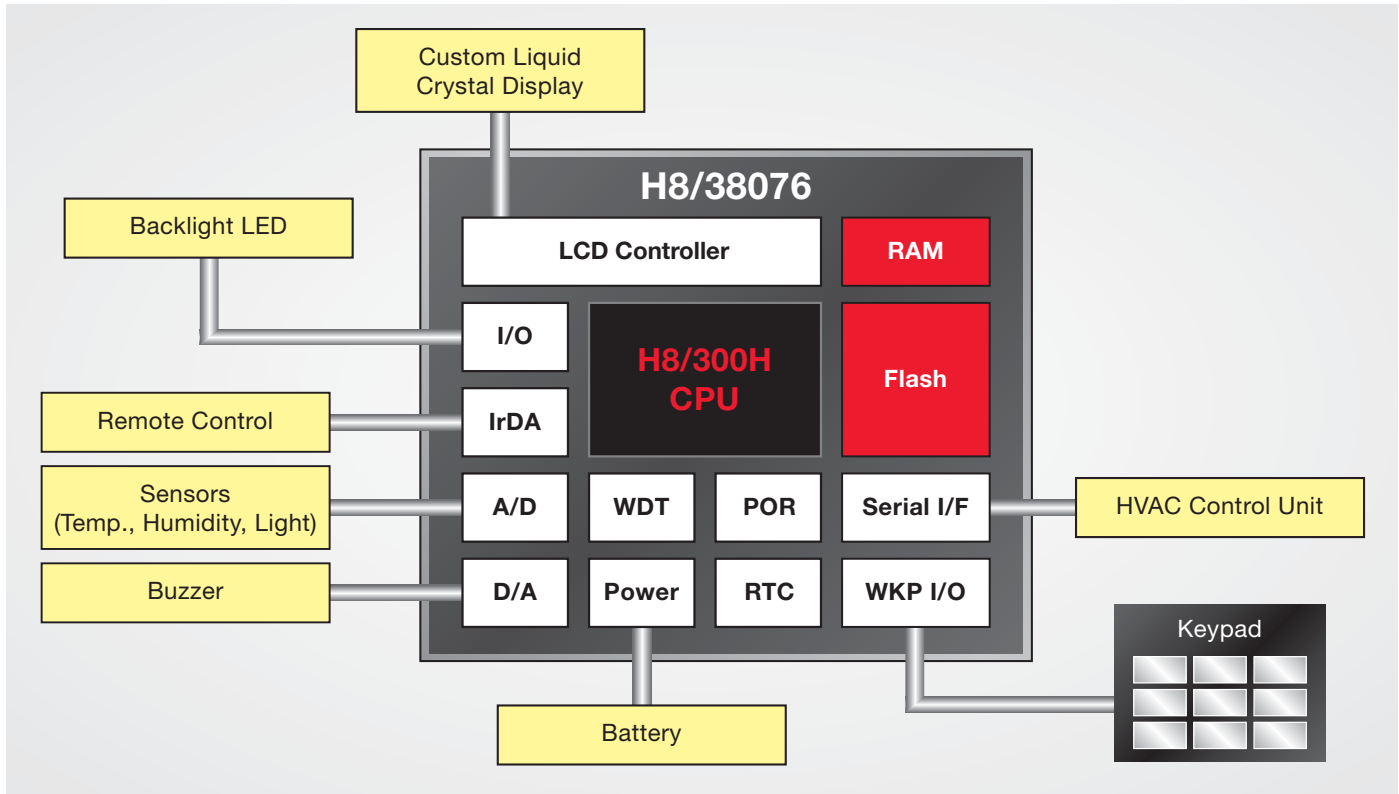 Custom Liquid
Crystal Display
H8/38076
Backlight LED
LCD Controller
RAM
I/O
H8/300H
CPU
Flash
Remote Control
IrDA
Sensors
(Temp., Humidity, Light)
A/D
WDT
POR
Serial I/F
HVAC Control Unit
Buzzer
D/A
Power
RTC
WKP I/O
Keypad
Battery